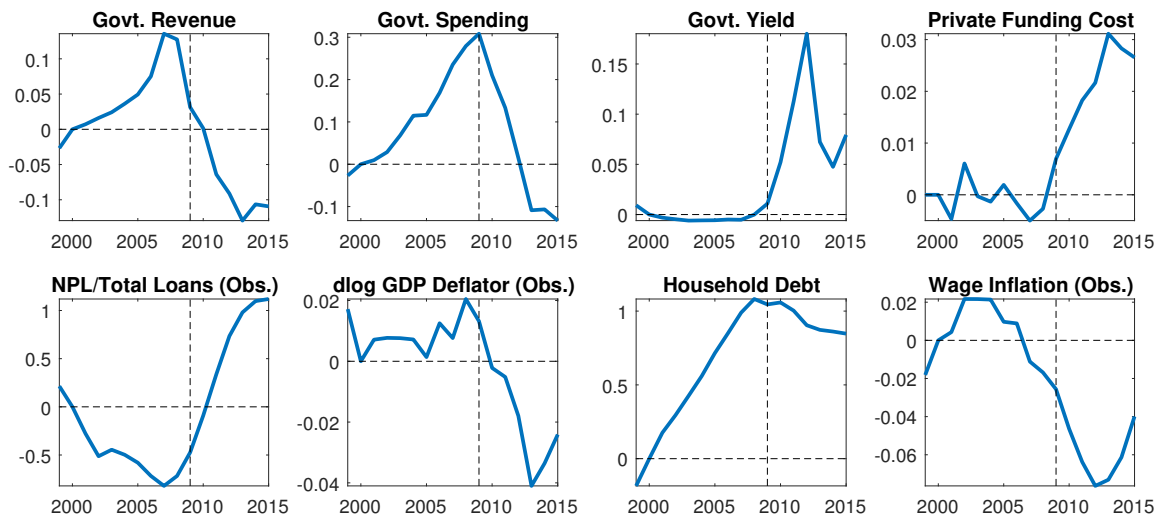 Govt. Revenue
0.1
0.05
0
-0.05
-0.1
2000 2005 2010 2015
Govt. Spending
0.3
0.2
0.1
0
-0.1
2000 2005 2010 2015
Govt. Yield
0.15
0.1
0.05
0
2000 2005 2010 2015
Private Funding Cost
0.03
0.02
0.01
0
2000 2005 2010 2015
NPL/Total Loans (Obs.)
1
0.5
0
-0.5
2000 2005 2010 2015
dlog GDP Deflator (Obs.)
0.02
0
-0.02
-0.04
2000 2005 2010 2015
Household Debt
1
0.5
0
2000 2005 2010 2015
Wage Inflation (Obs.)
0.02
0
-0.02
-0.04
-0.06
2000 2005 2010 2015